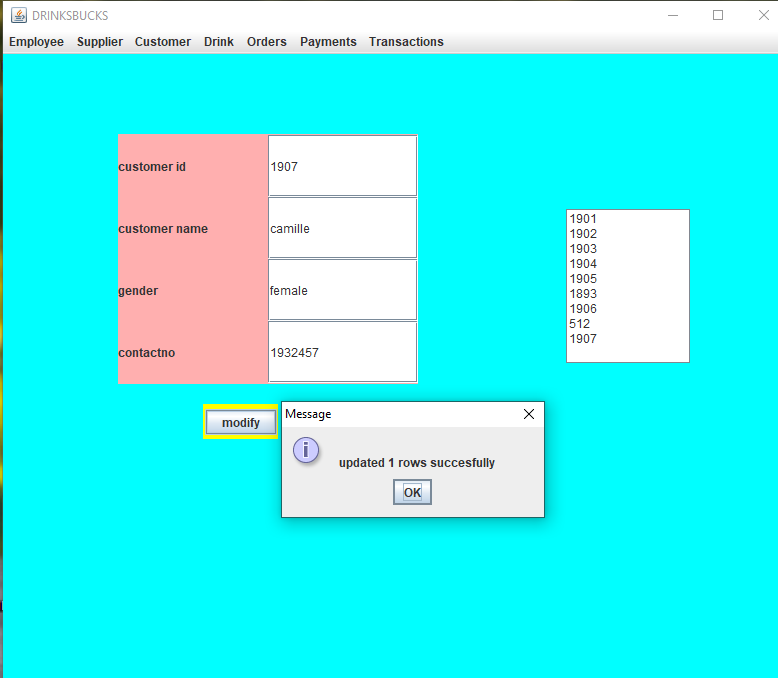 DRINKSBUCKS
Employee Supplier Customer Drink Orders Payments Transactions
customer id 1907
customer name camille
gender female
contactno 1932457
1901
1902
1903
1904
1905
1893
1906
512
1907
modify
Message
i
updated 1 rows succesfully
OK